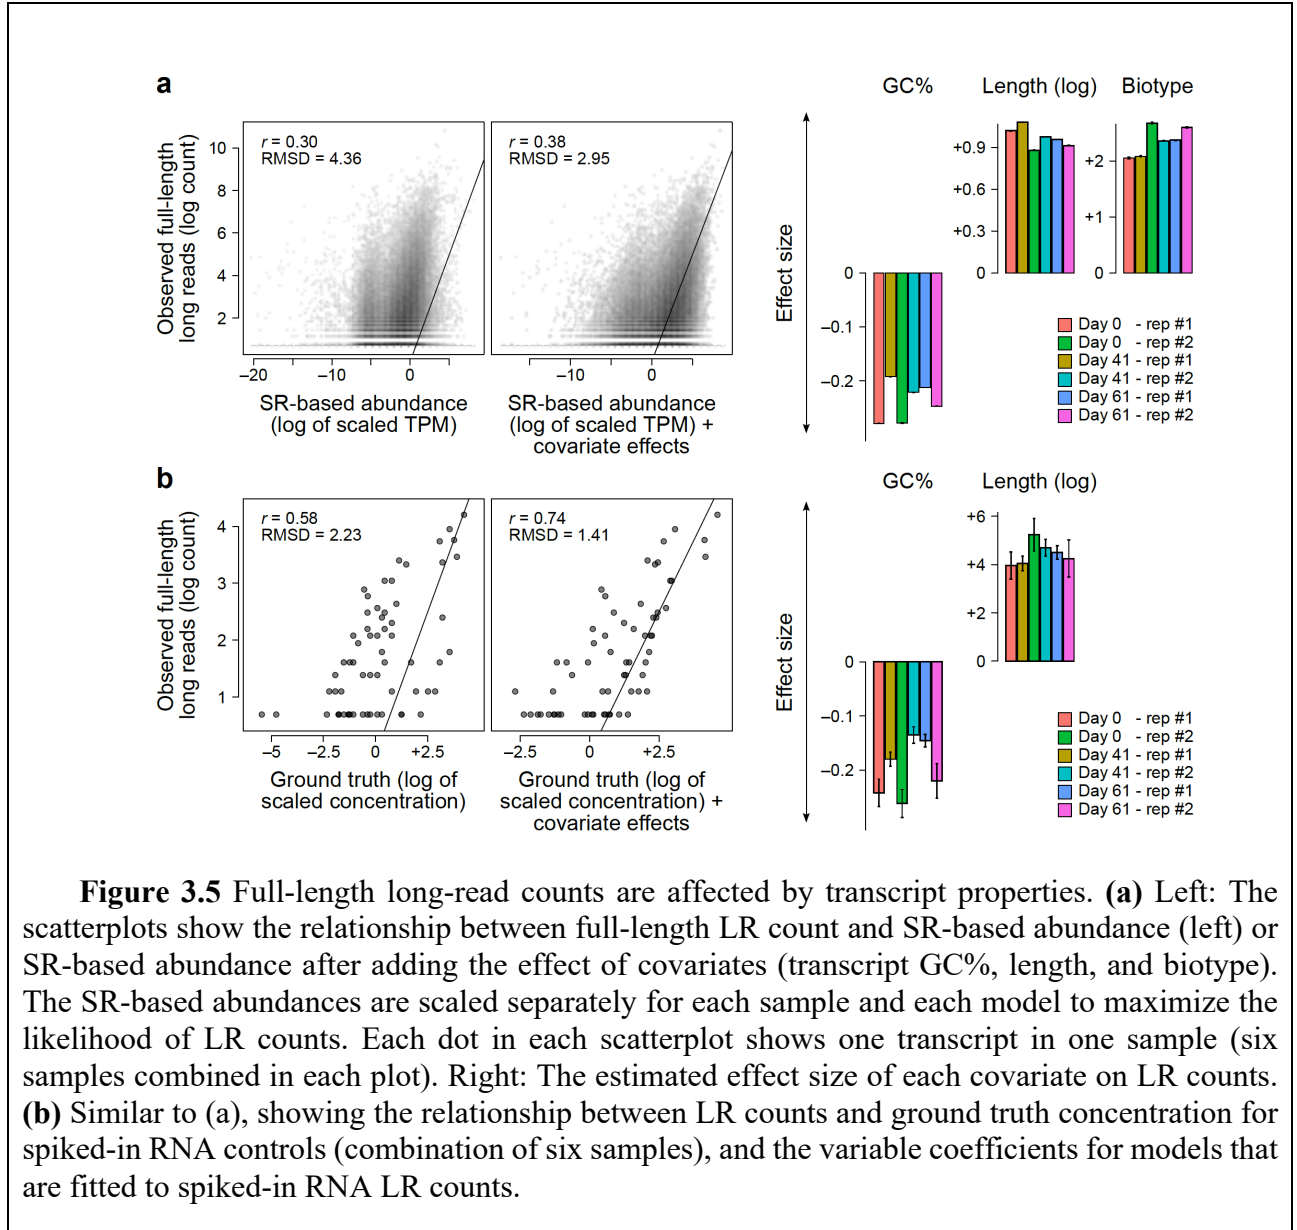 a
r = 0.30
RMSD = 4.36
r = 0.38
RMSD = 2.95
Observed full-length
long reads (log count)
10
8
6
4
2
−20
−10
0
−10
0
SR-based abundance
(log of scaled TPM)
SR-based abundance
(log of scaled TPM) +
covariate effects
GC%
Length (log)
Biotype
Effect size
0
−0.1
−0.2
+0.9
+0.6
+0.3
0
+2
+1
0
Day 0 - rep #1
Day 0 - rep #2
Day 41 - rep #1
Day 41 - rep #2
Day 61 - rep #1
Day 61 - rep #2
b
r = 0.58
RMSD = 2.23
r = 0.74
RMSD = 1.41
Observed full-length
long reads (log count)
4
3
2
1
−5
−2.5
0
+2.5
−2.5
0
+2.5
Ground truth (log of
scaled concentration)
Ground truth (log of
scaled concentration) +
covariate effects
GC%
Length (log)
Effect size
0
−0.1
−0.2
+6
+4
+2
0
Day 0 - rep #1
Day 0 - rep #2
Day 41 - rep #1
Day 41 - rep #2
Day 61 - rep #1
Day 61 - rep #2
Figure 3.5 Full-length long-read counts are affected by transcript properties. (a) Left: The
scatterplots show the relationship between full-length LR count and SR-based abundance (left) or
SR-based abundance after adding the effect of covariates (transcript GC%, length, and biotype).
The SR-based abundances are scaled separately for each sample and each model to maximize the
likelihood of LR counts. Each dot in each scatterplot shows one transcript in one sample (six
samples combined in each plot). Right: The estimated effect size of each covariate on LR counts.
(b) Similar to (a), showing the relationship between LR counts and ground truth concentration for
spiked-in RNA controls (combination of six samples), and the variable coefficients for models that
are fitted to spiked-in RNA LR counts.